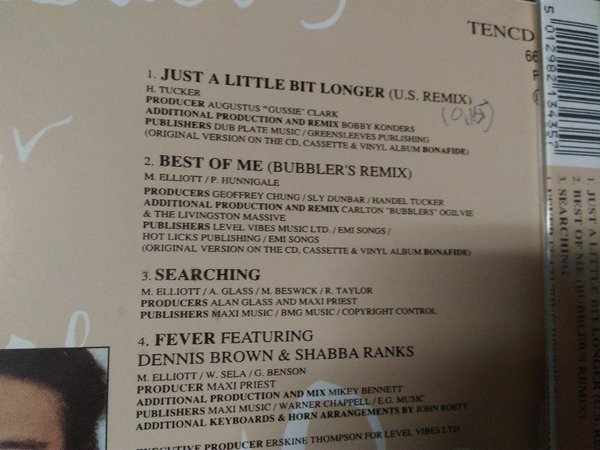 TENCD
66
1. JUST A LITTLE BIT LONGER (U.S. REMIX)
H. TUCKER
PRODUCER AUGUSTUS "GUSSIE" CLARK
ADDITIONAL PRODUCTION AND REMIX BOBBY KONDERS
PUBLISHERS DUB PLATE MUSIC / GREENSLEEVES PUBLISHING
(ORIGINAL VERSION ON THE CD, CASSETTE & VINYL ALBUM BONAFIDE)
2. BEST OF ME (BUBBLER'S REMIX)
M. ELLIOTT / P. HUNNIGALE
PRODUCERS GEOFFREY CHUNG / SLY DUNBAR / HANDEL TUCKER
ADDITIONAL PRODUCTION AND REMIX CARLTON "BUBBLERS" OGILVIE
& THE LIVINGSTON MASSIVE
PUBLISHERS LEVEL VIBES MUSIC LTD. / EMI SONGS /
HOT LICKS PUBLISHING / EMI SONGS
(ORIGINAL VERSION ON THE CD, CASSETTE & VINYL ALBUM BONAFIDE)
3. SEARCHING
M. ELLIOTT / A. GLASS / M. BESWICK / R. TAYLOR
PRODUCERS ALAN GLASS AND MAXI PRIEST
PUBLISHERS MAXI MUSIC / BMG MUSIC / COPYRIGHT CONTROL
4. FEVER FEATURING
DENNIS BROWN & SHABBA RANKS
M. ELLIOTT / W. SELA / G. BENSON
PRODUCER MAXI PRIEST
ADDITIONAL PRODUCTION AND MIX MIKEY BENNETT
PUBLISHERS MAXI MUSIC / WARNER CHAPPELL / E.G. MUSIC
ADDITIONAL KEYBOARDS & HORN ARRANGEMENTS BY JOHN ROETT
EXECUTIVE PRODUCER ERSKINE THOMPSON FOR LEVEL VIBES LTD.
5 012982 134357
1. JUST A LITTLE BIT LONGER (U.S. RE
2. BEST OF ME (BUBBLER'S REMIX)
3. SEARCHING